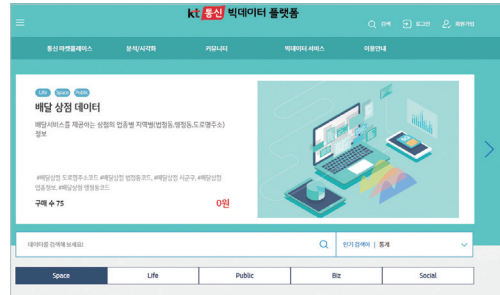 kt 통신 빅데이터 플랫폼
검색 로그인 회원가입
통신 마켓플레이스 분석/시각화 커뮤니티 빅데이터 서비스 이용안내
Life Space Public
배달 상점 데이터
배달서비스를 제공하는 상점의 업종별 지역별(법정동,행정동,도로명주소)
정보
#배달상점 도로명주소코드, #배달상점 법정동코드, #배달상점 시군구, #배달상점
업종정보, #배달상점 행정동코드
구매 수 75 0원
데이터를 검색해 보세요! 인기검색어 | 통계
Space Life Public Biz Social